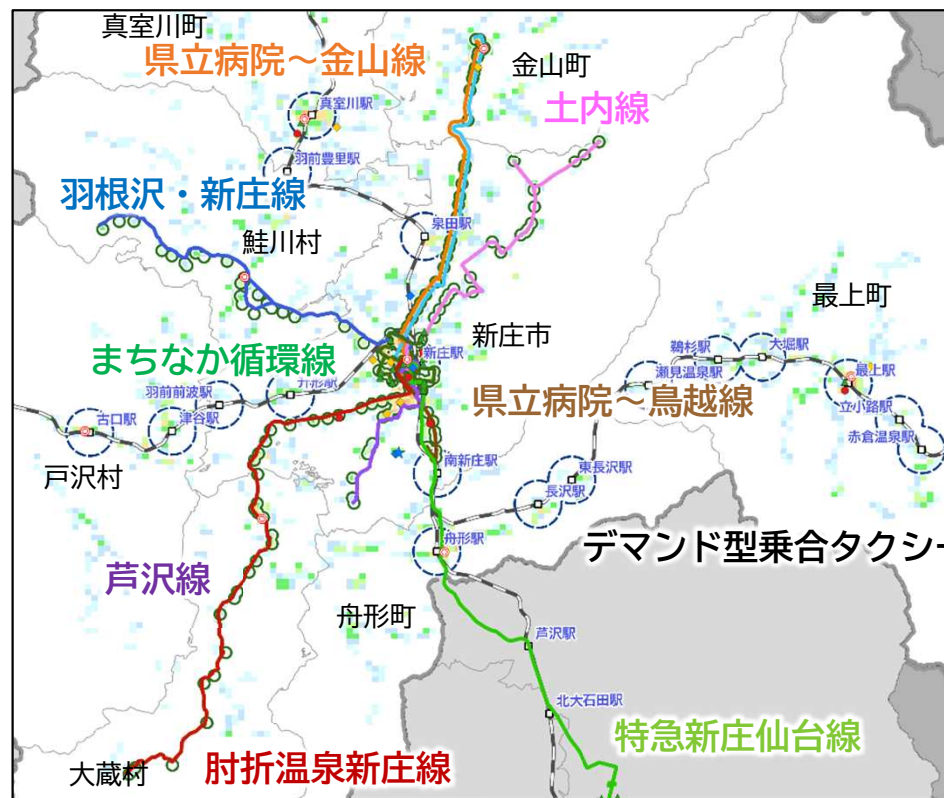 真室川町
県立病院～金山線
金山町
真室川駅
土内線
羽前豊里駅
羽根沢・新庄線
泉田駅
鮭川村
最上町
新庄市
まちなか循環線
新庄駅
鵜杉駅
大堀駅
瀬見温泉駅
最上駅
升形駅
羽前前波駅
県立病院～鳥越線
立小路駅
古口駅
津谷駅
赤倉温泉駅
南新庄駅
東長沢駅
戸沢村
長沢駅
舟形駅
デマンド型乗合タクシー
芦沢線
舟形町
芦沢駅
北大石田駅
特急新庄仙台線
大蔵村
肘折温泉新庄線